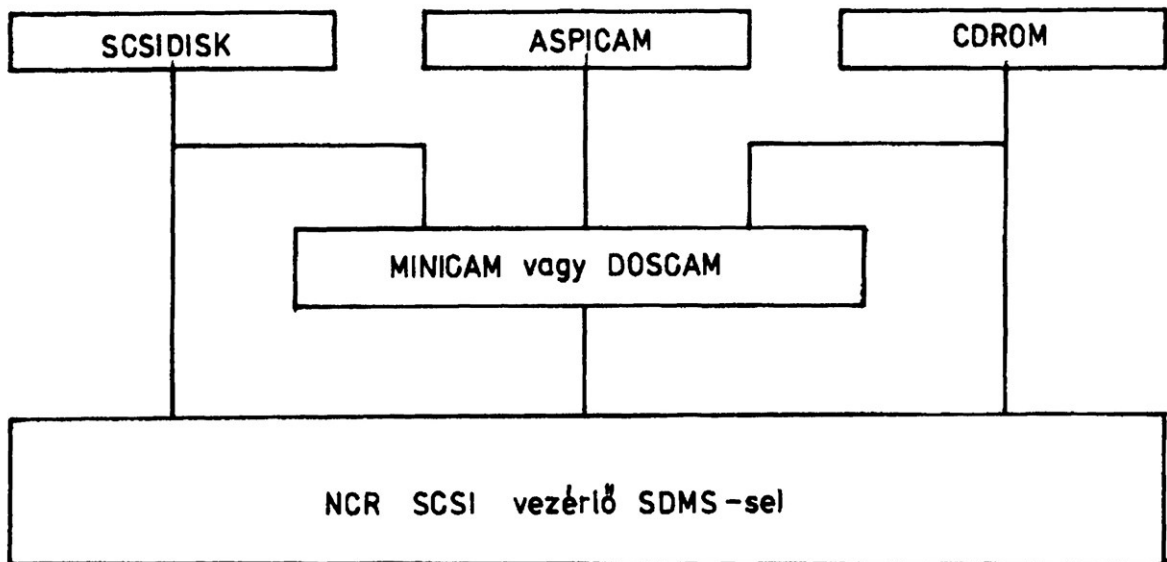 SCSIDISK
ASPICAM
CDROM
MINICAM vagy DOSCAM
NCR SCSI vezérlő SDMS-sel